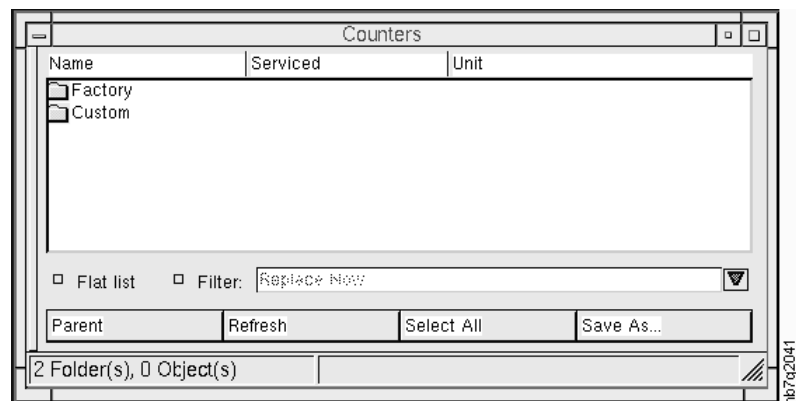 Counters
Name Serviced Unit
Factory
Custom
Flat list Filter: Replace Now
Parent Refresh Select All Save As...
2 Folder(s), 0 Object(s)